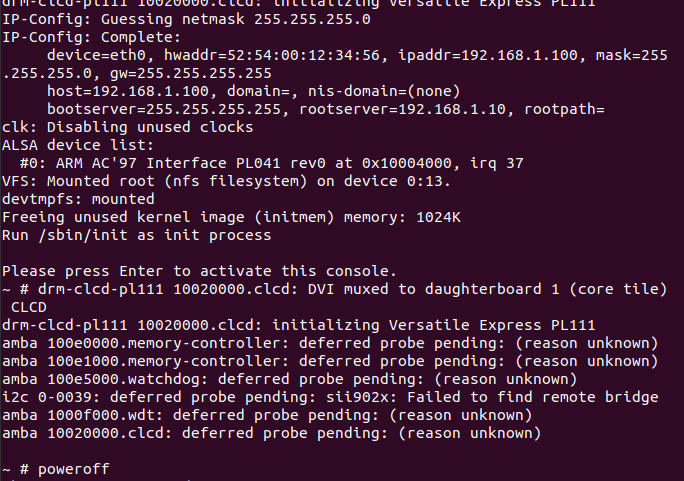 drm-clcd-pl111 10020000.clcd: initializing Versatile Express PL111
IP-Config: Guessing netmask 255.255.255.0
IP-Config: Complete:
     device=eth0, hwaddr=52:54:00:12:34:56, ipaddr=192.168.1.100, mask=255
.255.255.0, gw=255.255.255.255
     host=192.168.1.100, domain=, nis-domain=(none)
     bootserver=255.255.255.255, rootserver=192.168.1.10, rootpath=
clk: Disabling unused clocks
ALSA device list:
  #0: ARM AC'97 Interface PL041 rev0 at 0x10004000, irq 37
VFS: Mounted root (nfs filesystem) on device 0:13.
devtmpfs: mounted
Freeing unused kernel image (initmem) memory: 1024K
Run /sbin/init as init process

Please press Enter to activate this console.
~ # drm-clcd-pl111 10020000.clcd: DVI muxed to daughterboard 1 (core tile)
 CLCD
drm-clcd-pl111 10020000.clcd: initializing Versatile Express PL111
amba 100e0000.memory-controller: deferred probe pending: (reason unknown)
amba 100e1000.memory-controller: deferred probe pending: (reason unknown)
amba 100e5000.watchdog: deferred probe pending: (reason unknown)
i2c 0-0039: deferred probe pending: sii902x: Failed to find remote bridge
amba 1000f000.wdt: deferred probe pending: (reason unknown)
amba 10020000.clcd: deferred probe pending: (reason unknown)

~ # poweroff